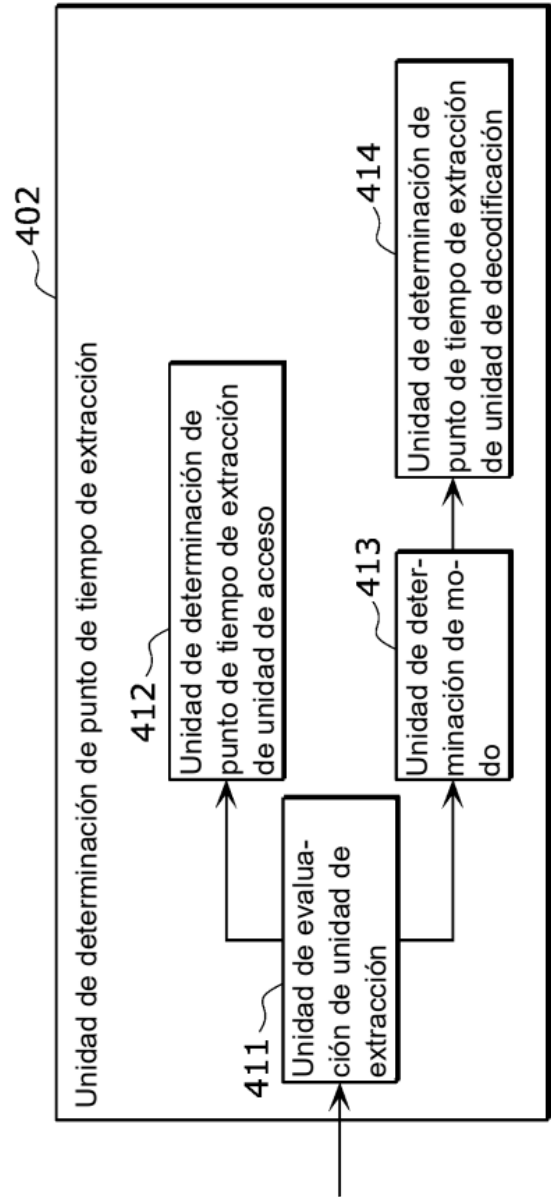 402
Unidad de determinación de punto de tiempo de extracción
411
Unidad de evalua-
ción de unidad de
extracción
412
Unidad de determinación de
punto de tiempo de extracción
de unidad de acceso
413
Unidad de deter-
minación de mo-
do
414
Unidad de determinación de
punto de tiempo de extracción
de unidad de decodificación